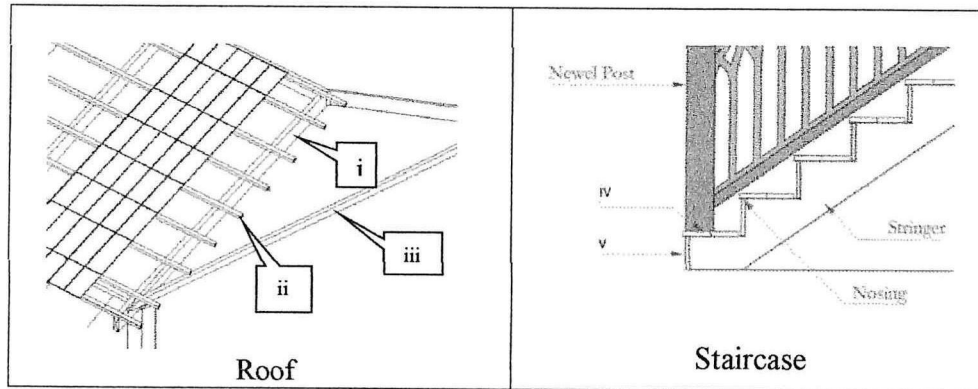 i
ii
iii
Roof
Newel Post
IV
V
Stringer
Nosing
Staircase